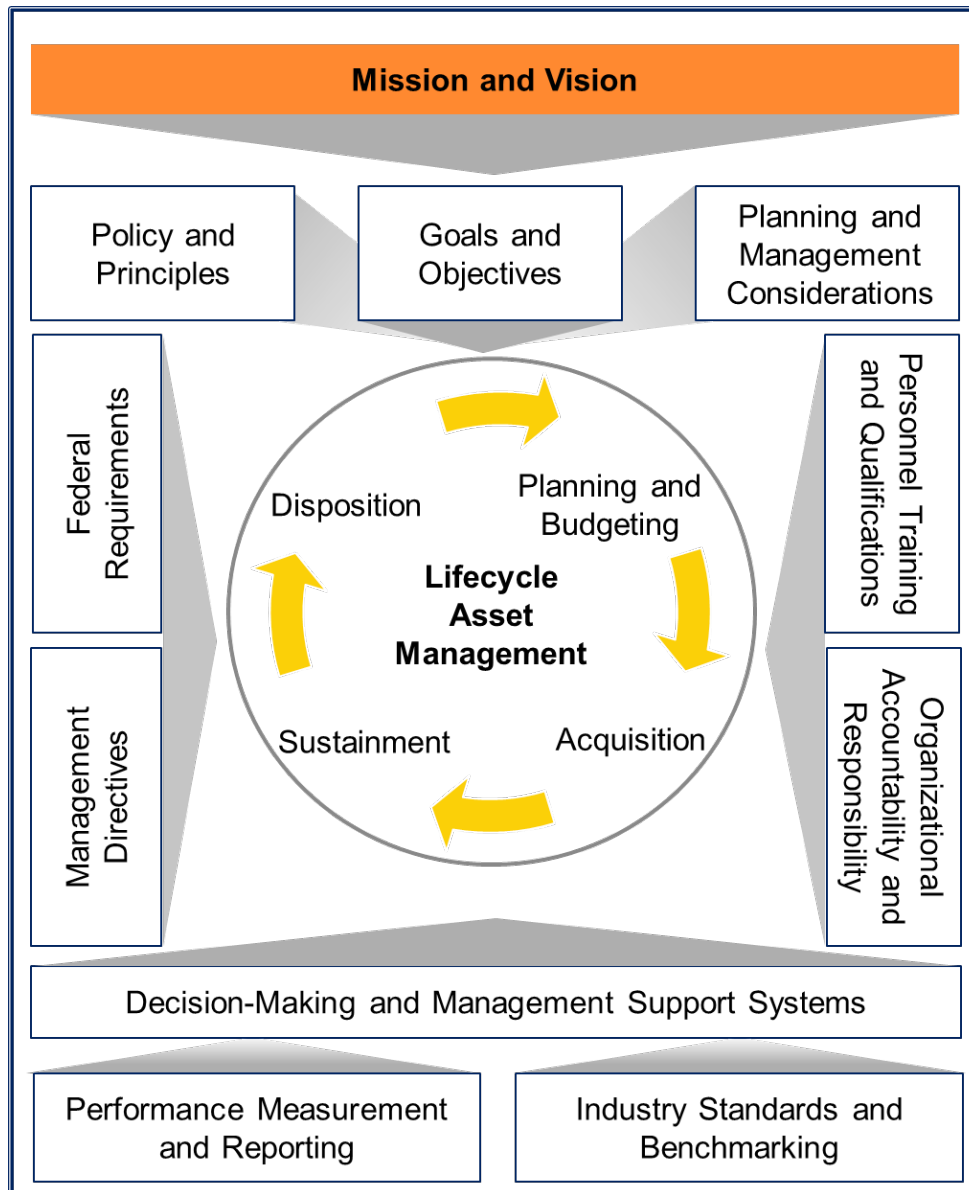 Mission and Vision
Policy and
Principles
Goals and
Objectives
Planning and
Management
Considerations
Federal
Requirements
Management
Directives
Disposition
Planning and
Budgeting
Lifecycle
Asset
Management
Sustainment
Acquisition
Personnel Training
and Qualifications
Organizational
Accountability and
Responsibility
Decision-Making and Management Support Systems
Performance Measurement
and Reporting
Industry Standards and
Benchmarking